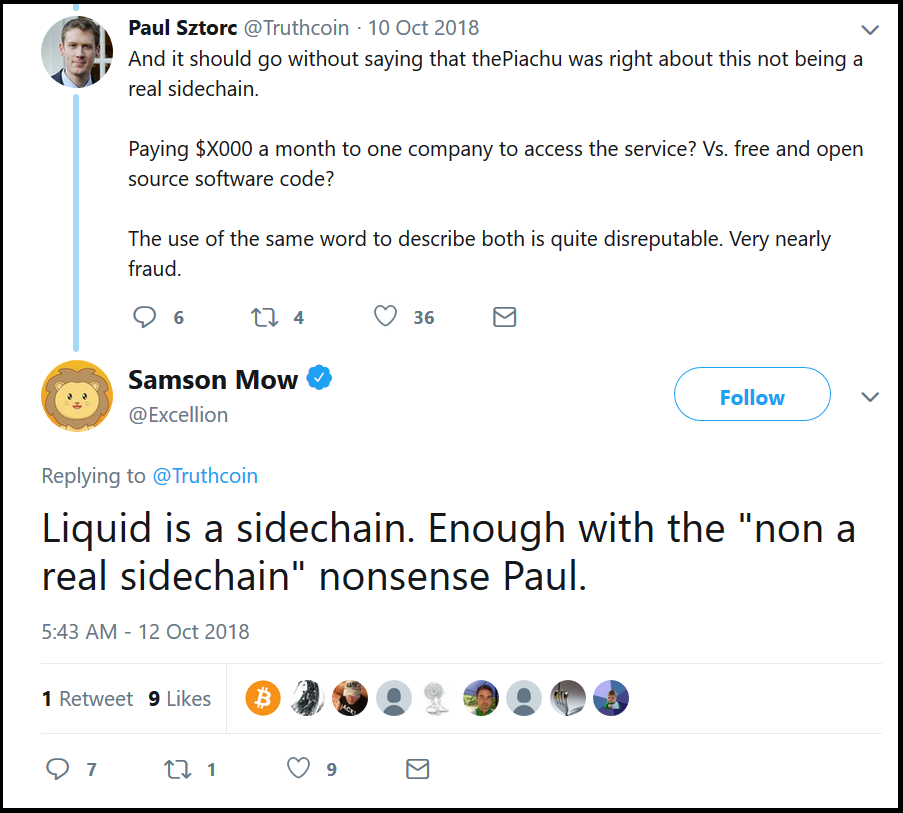 Paul Sztorc @Truthcoin · 10 Oct 2018
And it should go without saying that thePiachu was right about this not being a
real sidechain.
Paying $X000 a month to one company to access the service? Vs. free and open
source software code?
The use of the same word to describe both is quite disreputable. Very nearly
fraud.
6 4 36
Samson Mow
@Excellion
Follow
Replying to @Truthcoin
Liquid is a sidechain. Enough with the "non a
real sidechain" nonsense Paul.
5:43 AM - 12 Oct 2018
1 Retweet 9 Likes
7 1 9